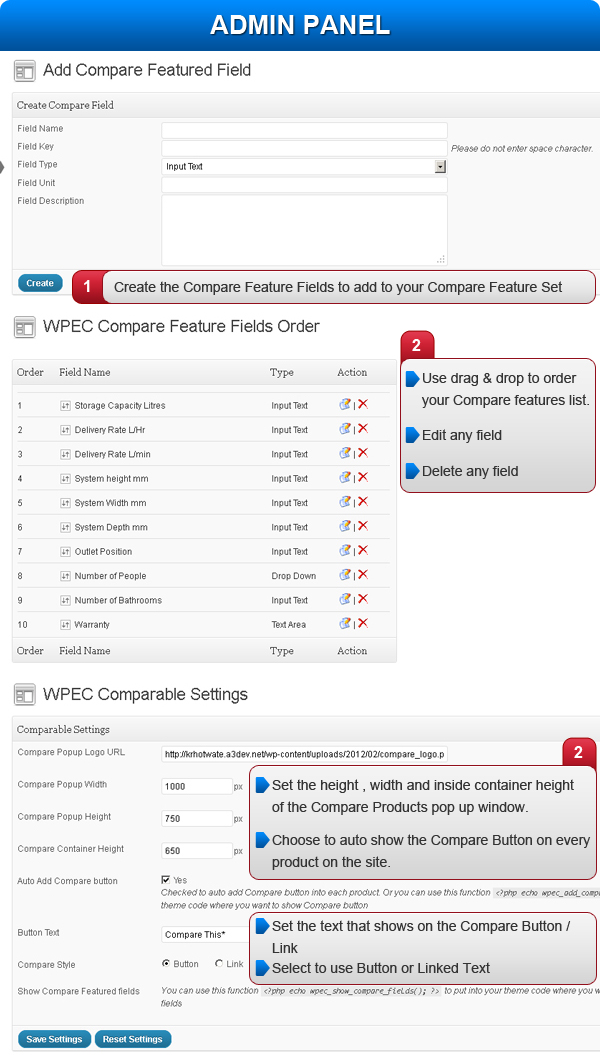 ADMIN PANEL
Add Compare Featured Field
Create Compare Field
Field Name
Field Key Please do not enter space character.
Field Type Input Text
Field Unit
Field Description
Create 1 Create the Compare Feature Fields to add to your Compare Feature Set
WPEC Compare Feature Fields Order
Order Field Name Type Action
1 Storage Capacity Litres Input Text |
2 Delivery Rate L/Hr Input Text |
3 Delivery Rate L/min Input Text |
4 System height mm Input Text |
5 System Width mm Input Text |
6 System Depth mm Input Text |
7 Outlet Position Input Text |
8 Number of People Drop Down |
9 Number of Bathrooms Input Text |
10 Warranty Text Area |
Order Field Name Type Action
2
Use drag & drop to order
your Compare features list.
Edit any field
Delete any field
WPEC Comparable Settings
Comparable Settings
Compare Popup Logo URL http://krhotwate.a3dev.net/wp-content/uploads/2012/02/compare_logo.p
Compare Popup Width 1000 px
Compare Popup Height 750 px
Compare Container Height 650 px
2
Set the height , width and inside container height
of the Compare Products pop up window.
Choose to auto show the Compare Button on every
product on the site.
Auto Add Compare button Yes
Checked to auto add Compare button into each product. Or you can use this function <?php echo wpec_add_compa
theme code where you want to show Compare button
Button Text Compare This*
Compare Style Button Link
Set the text that shows on the Compare Button /
Link
Select to use Button or Linked Text
Show Compare Featured fields You can use this function <?php echo wpec_show_compare_fields(); ?> to put into your theme code where you w
fields
Save Settings Reset Settings